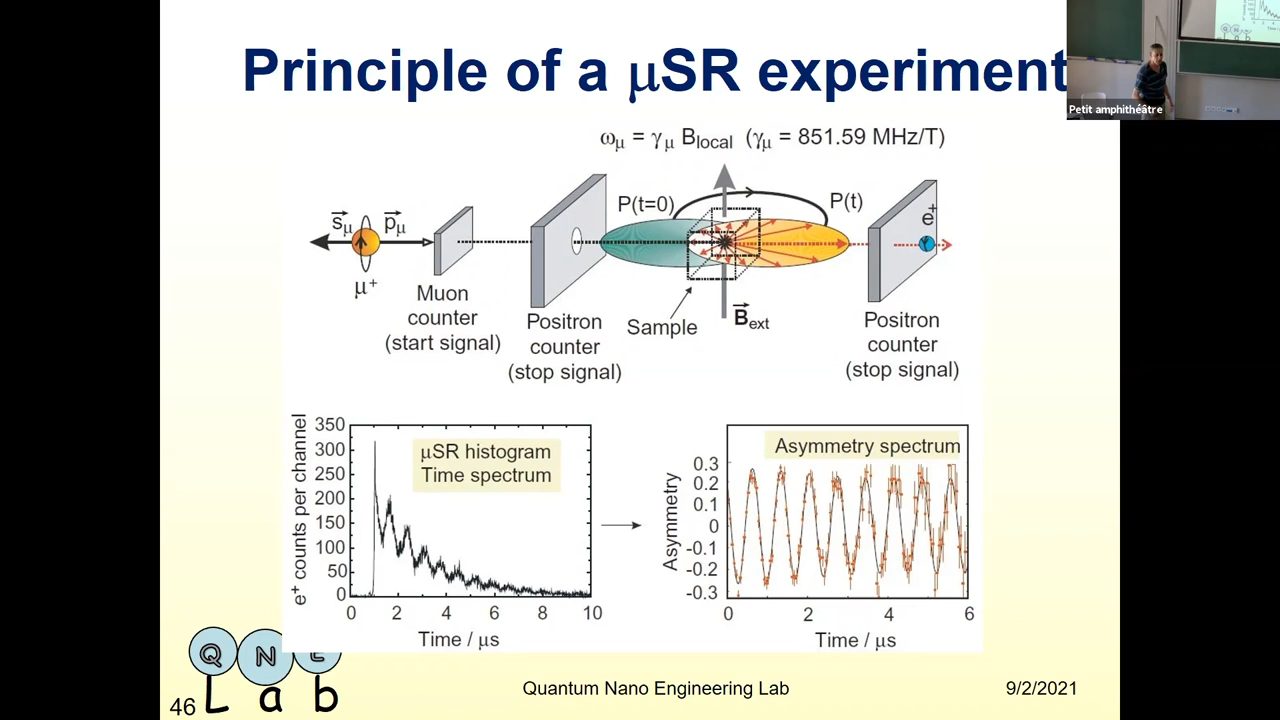 Principle of a μSR experiment
Petit amphithéâtre
ωμ = γμ Blocal (γμ = 851.59 MHz/T)
P(t=0)
P(t)
sμ
pμ
e+
μ+
Muon
counter
(start signal)
Positron
counter
(stop signal)
Sample
Bext
Positron
counter
(stop signal)
e+ counts per channel
350
300
250
200
150
100
50
0
0 2 4 6 8 10
Time / μs
μSR histogram
Time spectrum
Asymmetry spectrum
Asymmetry
0.3
0.2
0.1
0
-0.1
-0.2
-0.3
0 2 4 6
Time / μs
Q N E
Lab
46
Quantum Nano Engineering Lab
9/2/2021